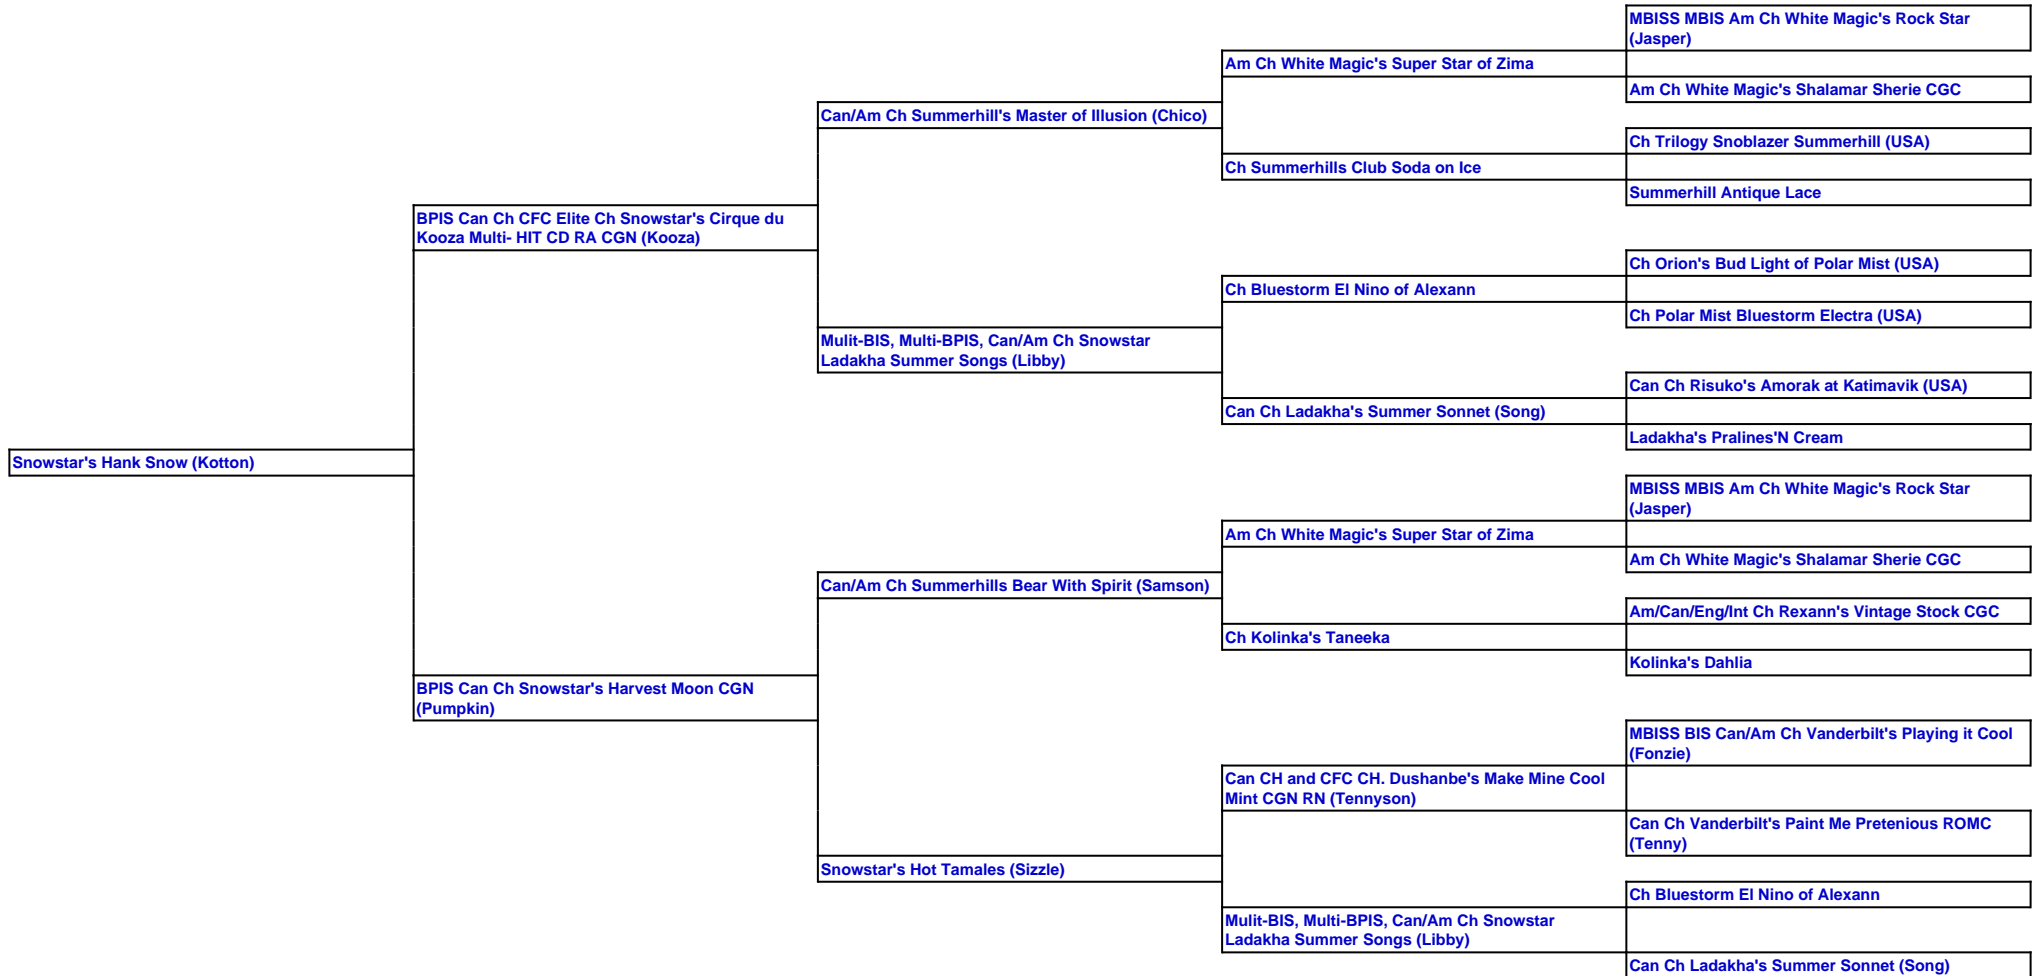 MBISS MBIS Am Ch White Magic's Rock Star
(Jasper)
Am Ch White Magic's Super Star of Zima
Am Ch White Magic's Shalamar Sherie CGC
Can/Am Ch Summerhill's Master of Illusion (Chico)
Ch Trilogy Snoblazer Summerhill (USA)
Ch Summerhills Club Soda on Ice
Summerhill Antique Lace
BPIS Can Ch CFC Elite Ch Snowstar's Cirque du
Kooza Multi- HIT CD RA CGN (Kooza)
Ch Orion's Bud Light of Polar Mist (USA)
Ch Bluestorm El Nino of Alexann
Ch Polar Mist Bluestorm Electra (USA)
Mulit-BIS, Multi-BPIS, Can/Am Ch Snowstar
Ladakha Summer Songs (Libby)
Can Ch Risuko's Amorak at Katimavik (USA)
Can Ch Ladakha's Summer Sonnet (Song)
Ladakha's Pralines'N Cream
Snowstar's Hank Snow (Kotton)
MBISS MBIS Am Ch White Magic's Rock Star
(Jasper)
Am Ch White Magic's Super Star of Zima
Am Ch White Magic's Shalamar Sherie CGC
Can/Am Ch Summerhills Bear With Spirit (Samson)
Am/Can/Eng/Int Ch Rexann's Vintage Stock CGC
Ch Kolinka's Taneeka
Kolinka's Dahlia
BPIS Can Ch Snowstar's Harvest Moon CGN
(Pumpkin)
MBISS BIS Can/Am Ch Vanderbilt's Playing it Cool
(Fonzie)
Can CH and CFC CH. Dushanbe's Make Mine Cool
Mint CGN RN (Tennyson)
Can Ch Vanderbilt's Paint Me Pretenious ROMC
(Tenny)
Snowstar's Hot Tamales (Sizzle)
Ch Bluestorm El Nino of Alexann
Mulit-BIS, Multi-BPIS, Can/Am Ch Snowstar
Ladakha Summer Songs (Libby)
Can Ch Ladakha's Summer Sonnet (Song)